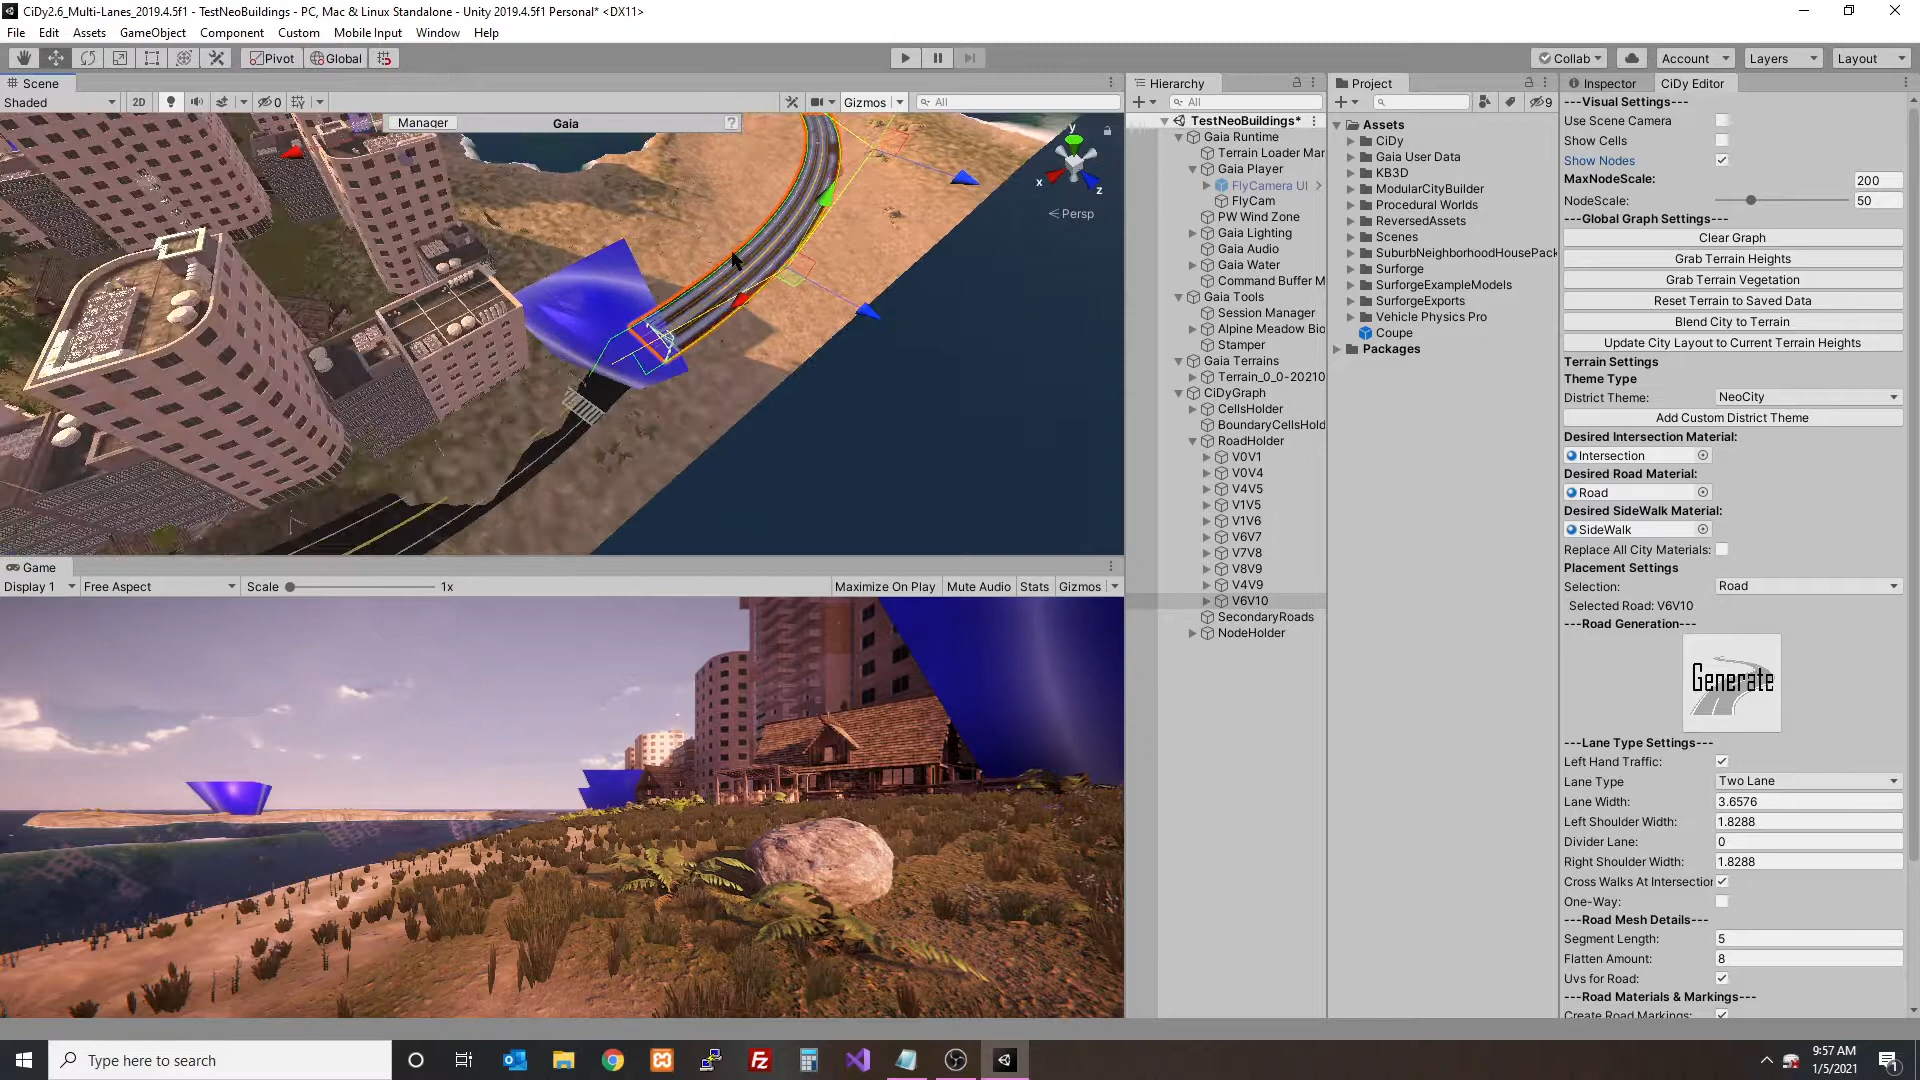 CiDy2.6_Multi-Lanes_2019.4.5f1 - TestNeoBuildings - PC, Mac & Linux Standalone - Unity 2019.4.5f1 Personal* <DX11>
File Edit Assets GameObject Component Custom Mobile Input Window Help
Pivot Global Collab Account Layers Layout
Scene
Shaded 2D 0 Gizmos All
Manager Gaia ?
y
x
z
Persp
Game
Display 1 Free Aspect Scale 1x Maximize On Play Mute Audio Stats Gizmos
Hierarchy
+ All
TestNeoBuildings*
Gaia Runtime
Terrain Loader Mar
Gaia Player
FlyCamera UI
FlyCam
PW Wind Zone
Gaia Lighting
Gaia Audio
Gaia Water
Command Buffer M
Gaia Tools
Session Manager
Alpine Meadow Bio
Stamper
Gaia Terrains
Terrain_0_0-20210
CiDyGraph
CellsHolder
BoundaryCellsHold
RoadHolder
V0V1
V0V4
V4V5
V1V5
V1V6
V6V7
V7V8
V8V9
V4V9
V6V10
SecondaryRoads
NodeHolder
Project
+ 9
Assets
CiDy
Gaia User Data
KB3D
ModularCityBuilder
Procedural Worlds
ReversedAssets
Scenes
SuburbNeighborhoodHousePack
Surforge
SurforgeExampleModels
SurforgeExports
Vehicle Physics Pro
Coupe
Packages
Inspector CiDy Editor
---Visual Settings---
Use Scene Camera
Show Cells
Show Nodes
MaxNodeScale: 200
NodeScale: 50
---Global Graph Settings---
Clear Graph
Grab Terrain Heights
Grab Terrain Vegetation
Reset Terrain to Saved Data
Blend City to Terrain
Update City Layout to Current Terrain Heights
Terrain Settings
Theme Type
District Theme: NeoCity
Add Custom District Theme
Desired Intersection Material:
Intersection
Desired Road Material:
Road
Desired SideWalk Material:
SideWalk
Replace All City Materials:
Placement Settings
Selection: Road
Selected Road: V6V10
---Road Generation---
Generate
---Lane Type Settings---
Left Hand Traffic:
Lane Type Two Lane
Lane Width: 3.6576
Left Shoulder Width: 1.8288
Divider Lane: 0
Right Shoulder Width: 1.8288
Cross Walks At Intersection
One-Way:
---Road Mesh Details---
Segment Length: 5
Flatten Amount: 8
Uvs for Road:
---Road Materials & Markings---
Create Road Markings:
Type here to search
9:57 AM
1/5/2021
1